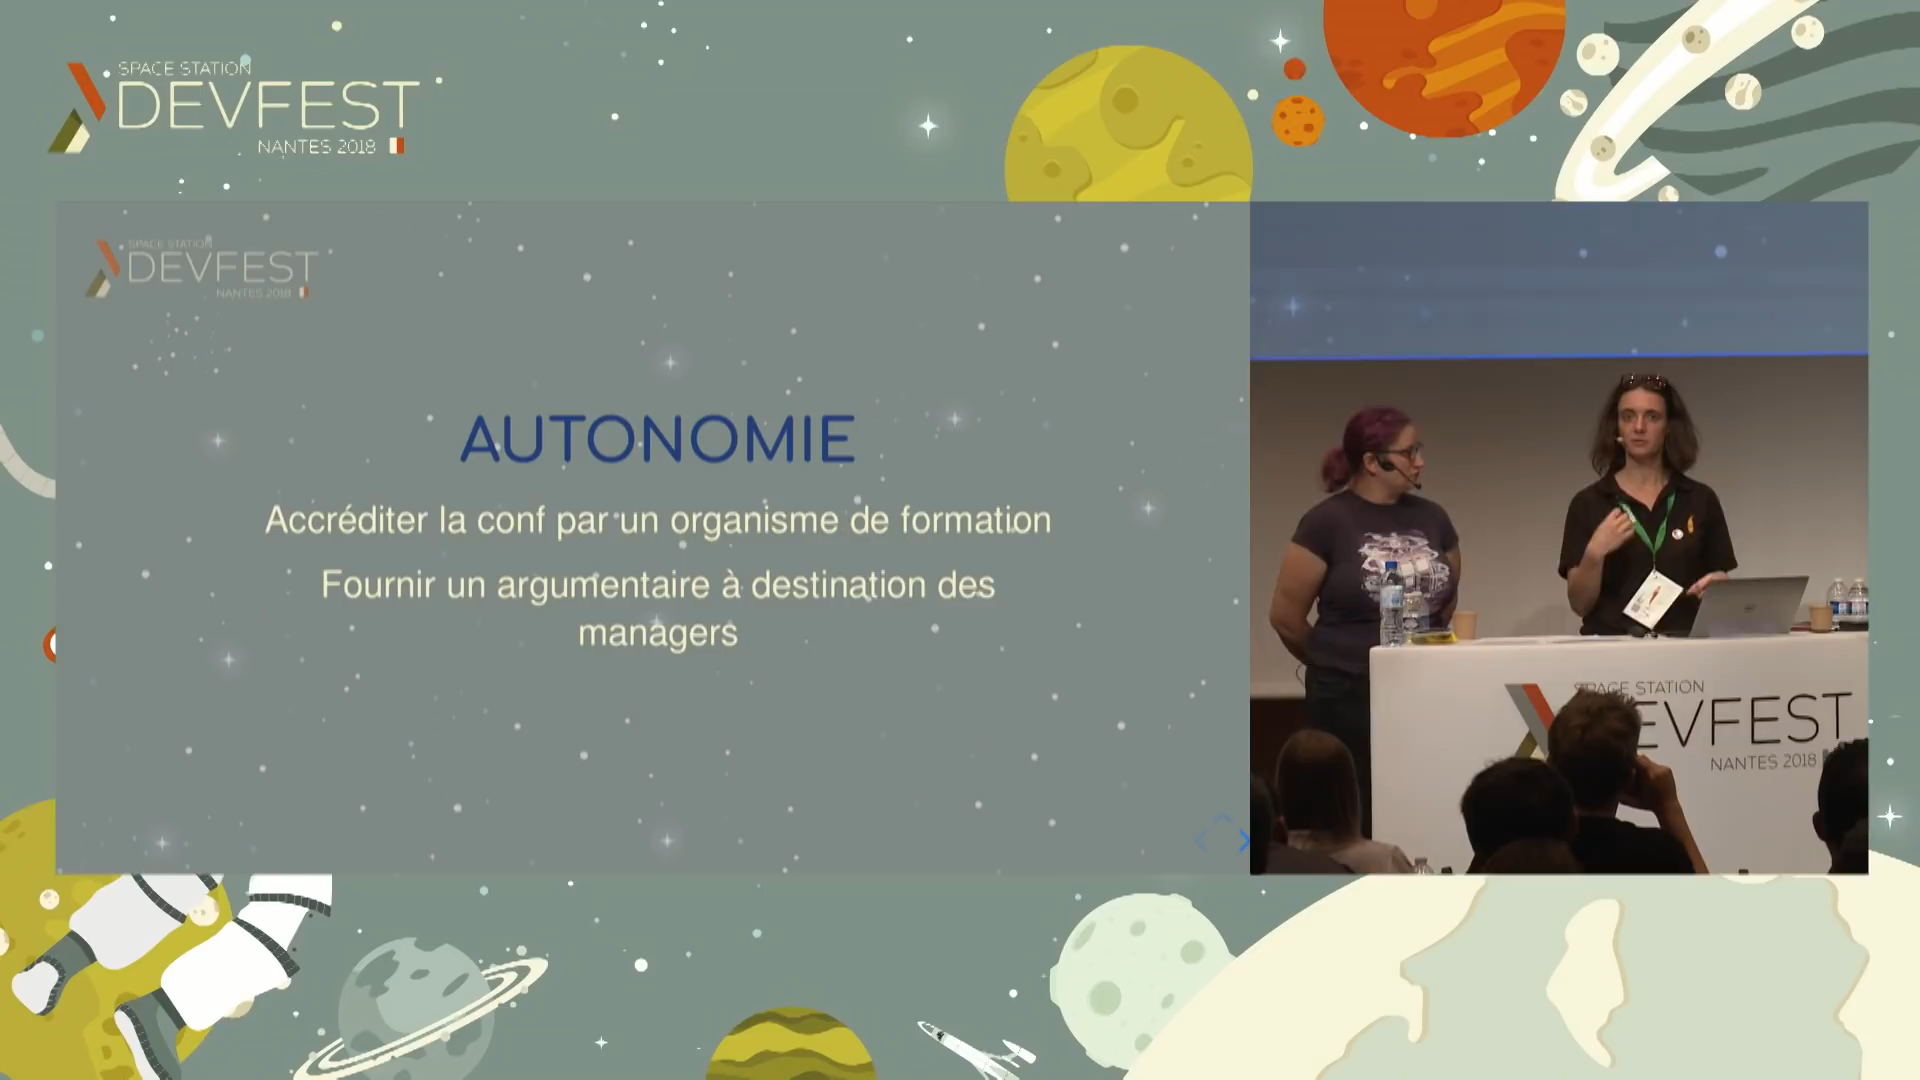 SPACE STATION
DEVFEST
NANTES 2018
SPACE STATION
DEVFEST
NANTES 2018
AUTONOMIE
Accréditer la conf par un organisme de formation
Fournir un argumentaire à destination des
managers
SPACE STATION
EVFEST
NANTES 2018